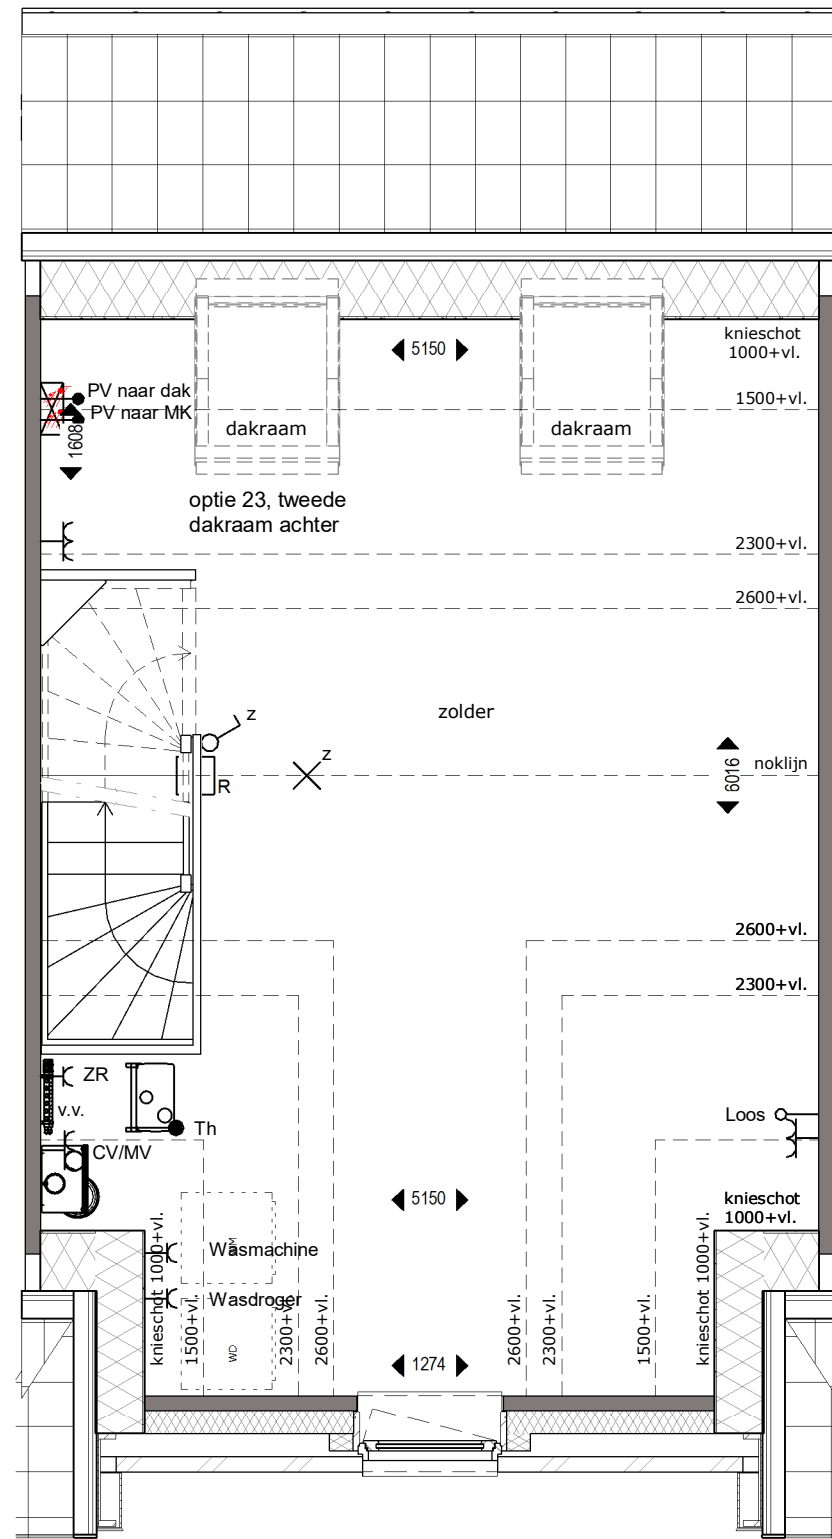 5150
knieschot
1000+vl.
PV naar dak
PV naar MK
1500+vl.
1608
dakraam
dakraam
optie 23, tweede
dakraam achter
2300+vl.
2600+vl.
z
zolder
z
R
noklijn
6016
2600+vl.
2300+vl.
ZR
v.v.
Th
Loos
CV/MV
5150
knieschot
1000+vl.
Wasmachine
Wasdroger
WD
knieschot 1000+vl.
1500+vl.
2300+vl.
2600+vl.
1274
2600+vl.
2300+vl.
1500+vl.
knieschot 1000+vl.